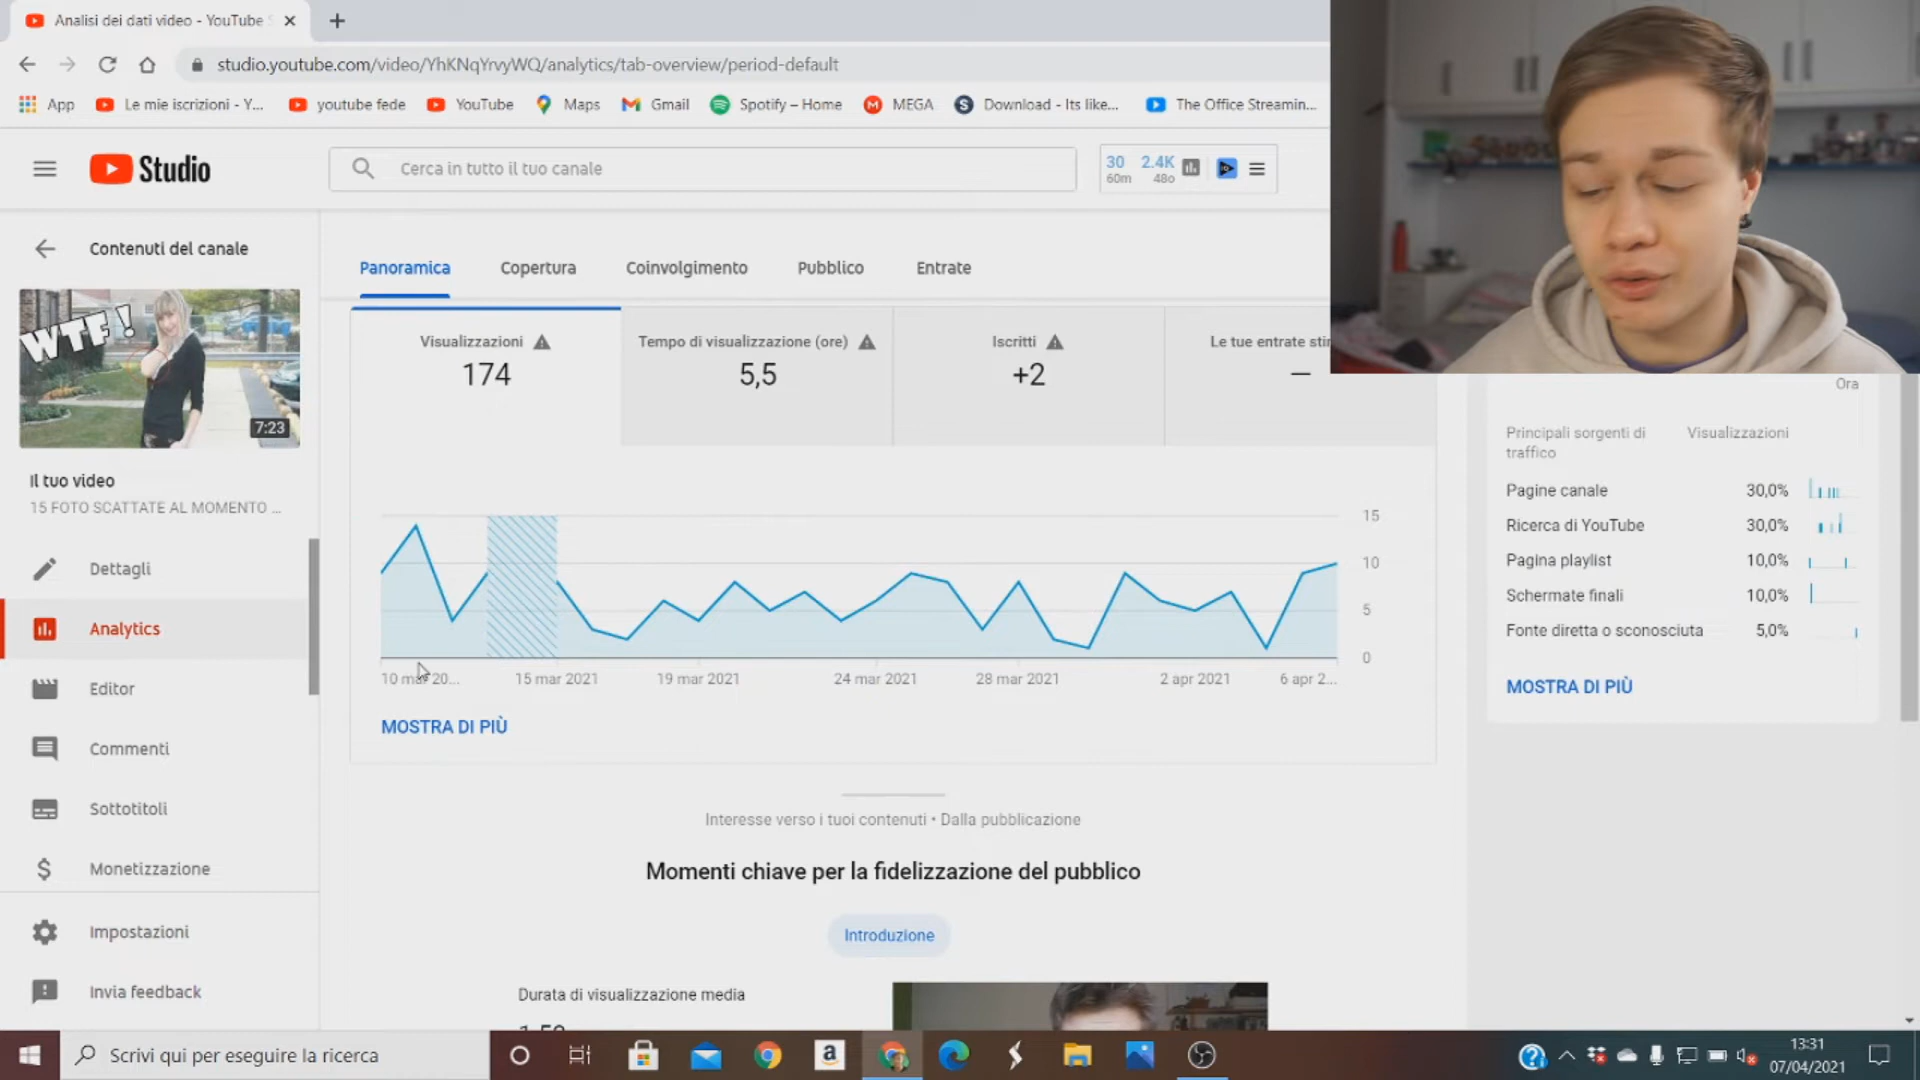 Analisi dei dati video - YouTube
studio.youtube.com/video/YhKNqYrvyWQ/analytics/tab-overview/period-default
App
Le mie iscrizioni - Y...
youtube fede
YouTube
Maps
Gmail
Spotify – Home
MEGA
Download - Its like...
The Office Streamin...
Studio
Cerca in tutto il tuo canale
30 2.4K
60m 48o
Contenuti del canale
WTF!
7:23
Il tuo video
15 FOTO SCATTATE AL MOMENTO ...
Dettagli
Analytics
Editor
Commenti
Sottotitoli
Monetizzazione
Impostazioni
Invia feedback
Panoramica
Copertura
Coinvolgimento
Pubblico
Entrate
Visualizzazioni
174
Tempo di visualizzazione (ore)
5,5
Iscritti
+2
Le tue entrate
—
15
10
5
0
10 mar 20...
15 mar 2021
19 mar 2021
24 mar 2021
28 mar 2021
2 apr 2021
6 apr 2...
MOSTRA DI PIÙ
Interesse verso i tuoi contenuti • Dalla pubblicazione
Momenti chiave per la fidelizzazione del pubblico
Introduzione
Durata di visualizzazione media
Ora
Principali sorgenti di
traffico
Visualizzazioni
Pagine canale 30,0%
Ricerca di YouTube 30,0%
Pagina playlist 10,0%
Schermate finali 10,0%
Fonte diretta o sconosciuta 5,0%
MOSTRA DI PIÙ
Scrivi qui per eseguire la ricerca
13:31
07/04/2021